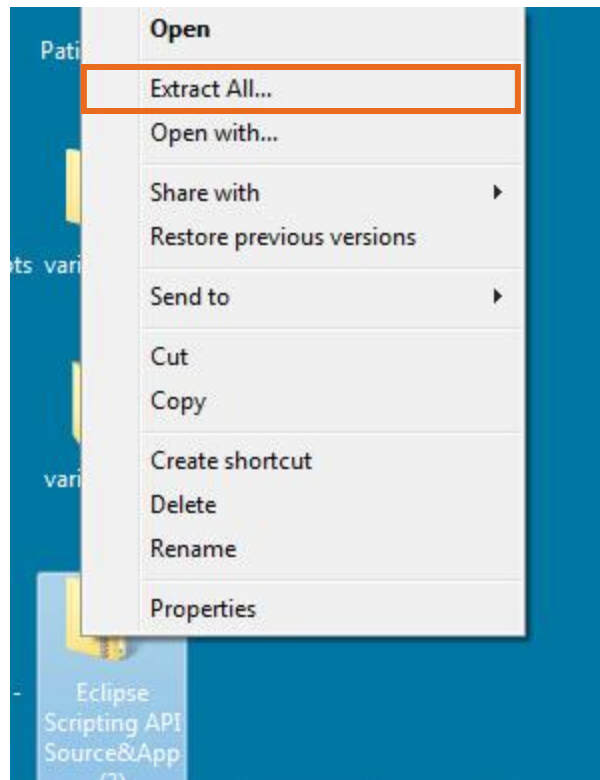 Open
Pati
Extract All...
Open with...
Share with
Restore previous versions
ts vari
Send to
Cut
Copy
Create shortcut
vari
Delete
Rename
Properties
- Eclipse
Scripting API
Source&App
(2)